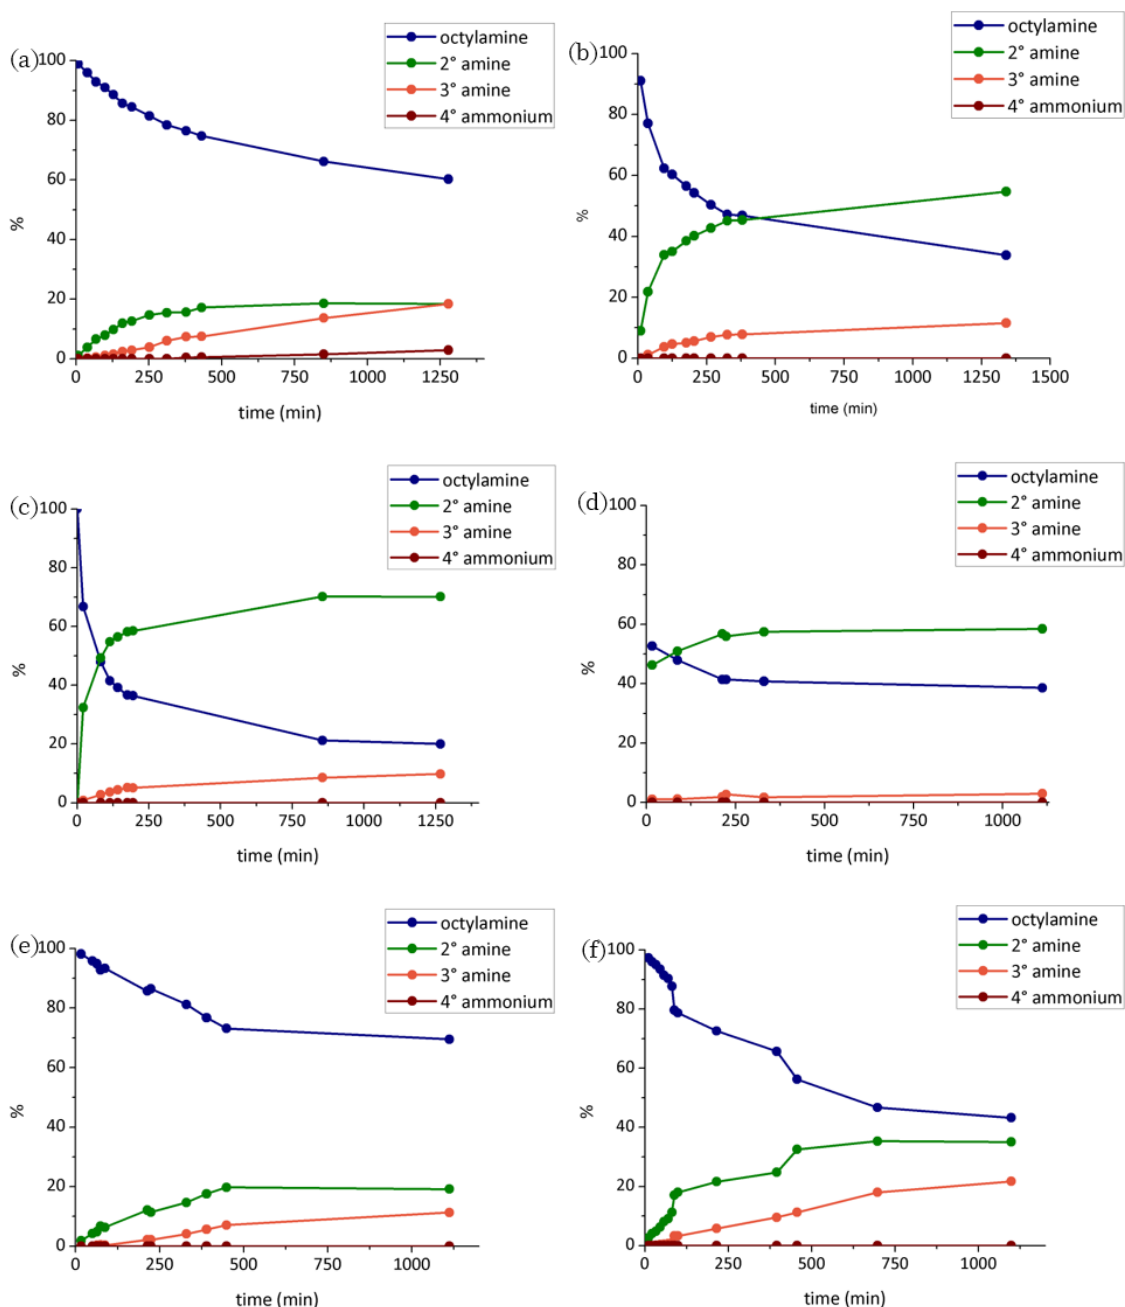 (a)
octylamine
2° amine
3° amine
4° ammonium
100
80
60
40
20
0
%
0 250 500 750 1000 1250
time (min)
(b)
octylamine
2° amine
3° amine
4° ammonium
100
80
60
40
20
0
%
0 250 500 750 1000 1250 1500
time (min)
(c)
octylamine
2° amine
3° amine
4° ammonium
100
80
60
40
20
0
%
0 250 500 750 1000 1250
time (min)
(d)
octylamine
2° amine
3° amine
4° ammonium
100
80
60
40
20
0
%
0 250 500 750 1000
time (min)
(e)
octylamine
2° amine
3° amine
4° ammonium
100
80
60
40
20
0
%
0 250 500 750 1000
time (min)
(f)
octylamine
2° amine
3° amine
4° ammonium
100
80
60
40
20
0
%
0 250 500 750 1000
time (min)